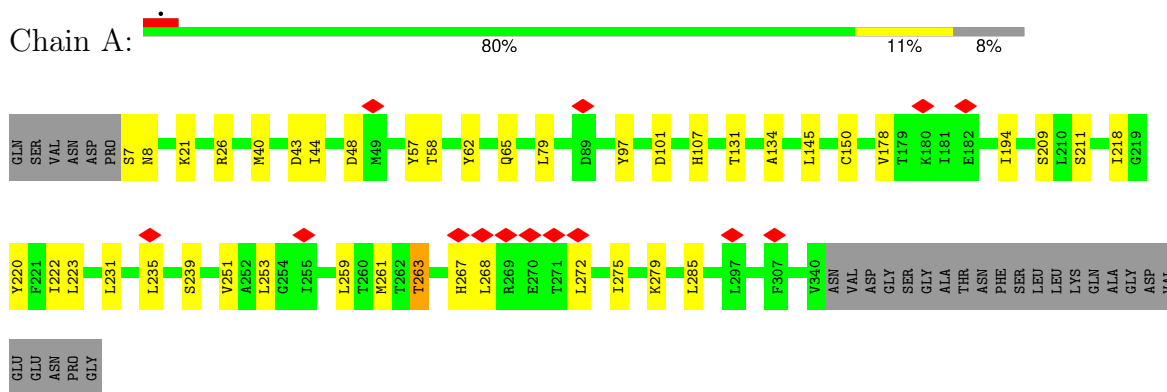 Chain A:
•
80% 11% 8%
GLN SER VAL ASN ASP PRO S7 N8 K21 R26 M40 D43 I44 D48 M49 Y57 T58 Y62 Q65 L79 D89 Y97 D101 H107 T131 A134 L145 C150 V178 T179 K180 I181 E182 I194 S209 L210 S211 I218 G219
Y220 F221 I222 L223 L231 L235 S239 V251 A252 L253 G254 I255 L259 T260 M261 T262 T263 H267 L268 R269 E270 T271 L272 I275 K279 L285 L297 F307 V340 ASN VAL ASP GLY SER GLY ALA THR ASN PHE SER LEU LEU LYS GLN ALA GLY ASP VAL
GLU GLU ASN PRO GLY